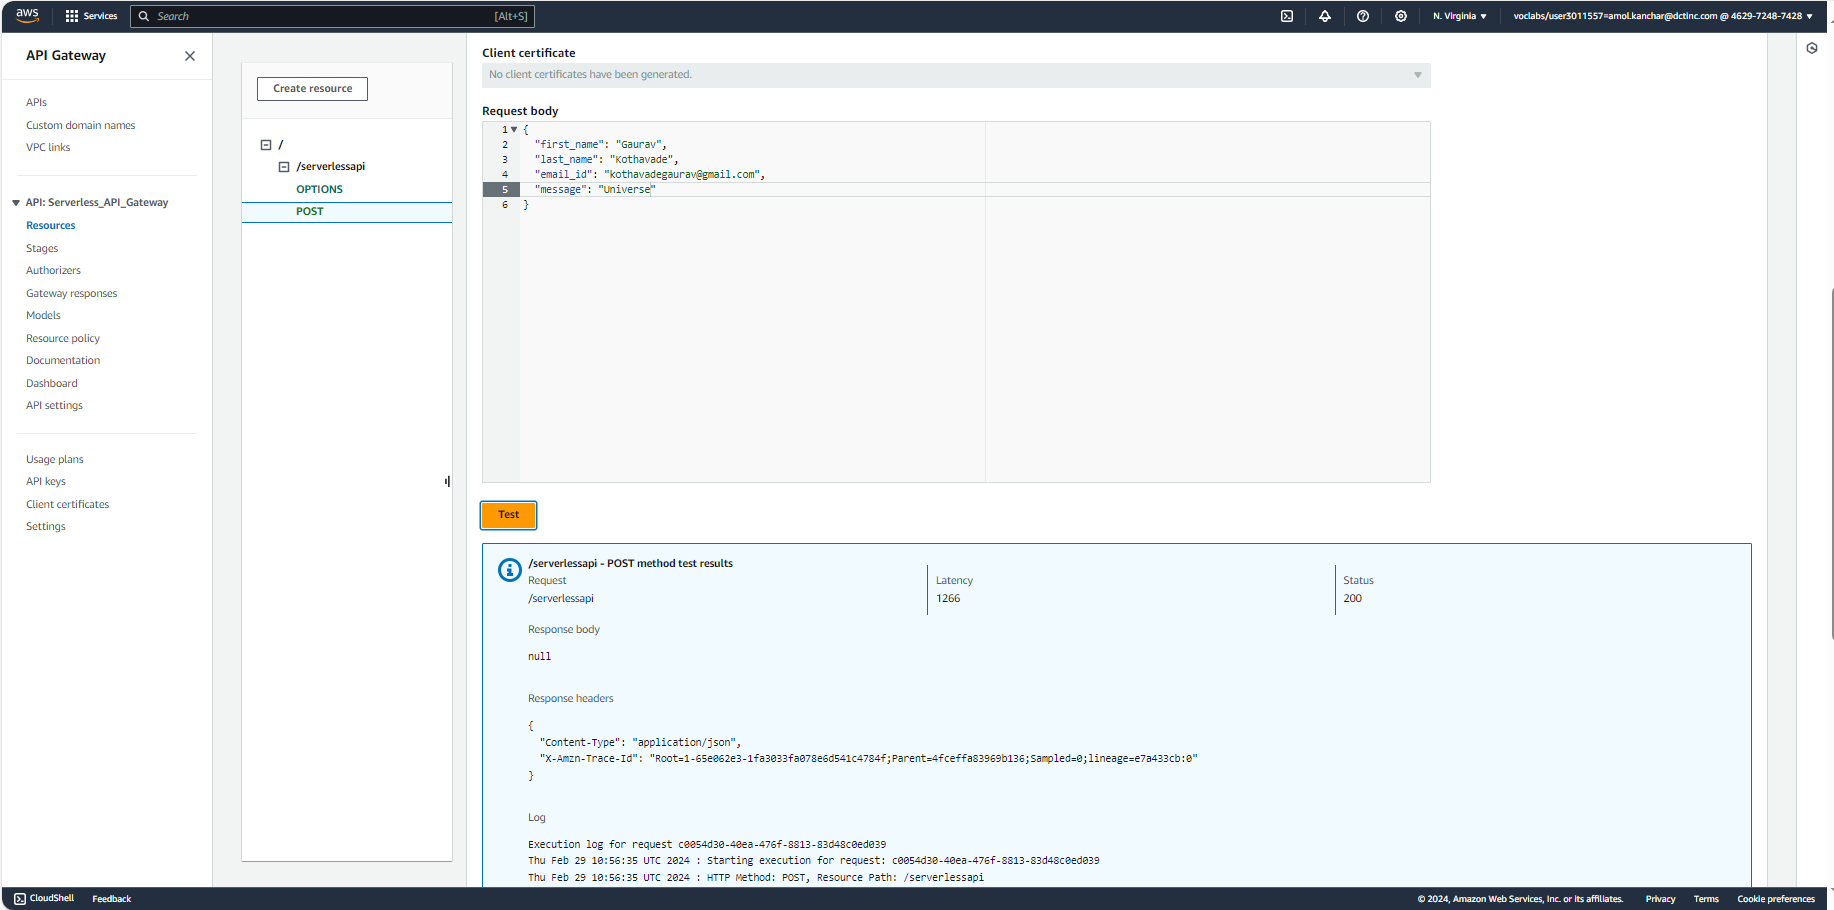 aws
Services
Search
[Alt+S]
N. Virginia
voclabs/user3011557=amol.kanchar@dctinc.com @ 4629-7248-7428
API Gateway
APIs
Custom domain names
VPC links
API: Serverless_API_Gateway
Resources
Stages
Authorizers
Gateway responses
Models
Resource policy
Documentation
Dashboard
API settings
Usage plans
API keys
Client certificates
Settings
Create resource
/
/serverlessapi
OPTIONS
POST
Client certificate
No client certificates have been generated.
Request body
1 {
2 "first_name": "Gaurav",
3 "last_name": "Kothavade",
4 "email_id": "kothavadegaurav@gmail.com",
5 "message": "Universe"
6 }
Test
/serverlessapi - POST method test results
Request
/serverlessapi
Latency
1266
Status
200
Response body
null
Response headers
{
"Content-Type": "application/json",
"X-Amzn-Trace-Id": "Root=1-65e062e3-1fa3033fa078e6d541c4784f;Parent=4fceffa83969b136;Sampled=0;lineage=e7a433cb:0"
}
Log
Execution log for request c0054d30-40ea-476f-8813-83d48c0ed039
Thu Feb 29 10:56:35 UTC 2024 : Starting execution for request: c0054d30-40ea-476f-8813-83d48c0ed039
Thu Feb 29 10:56:35 UTC 2024 : HTTP Method: POST, Resource Path: /serverlessapi
CloudShell
Feedback
© 2024, Amazon Web Services, Inc. or its affiliates.
Privacy
Terms
Cookie preferences